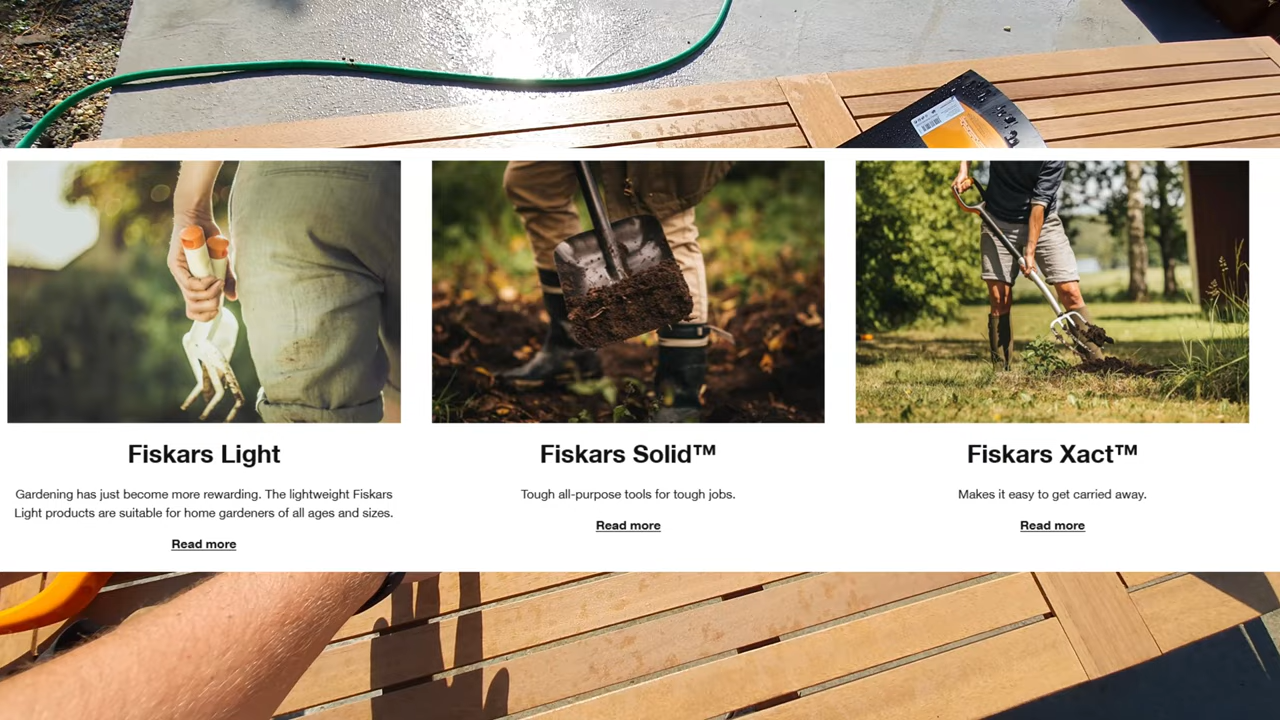 Fiskars Light
Gardening has just become more rewarding. The lightweight Fiskars
Light products are suitable for home gardeners of all ages and sizes.
Read more
Fiskars Solid™
Tough all-purpose tools for tough jobs.
Read more
Fiskars Xact™
Makes it easy to get carried away.
Read more